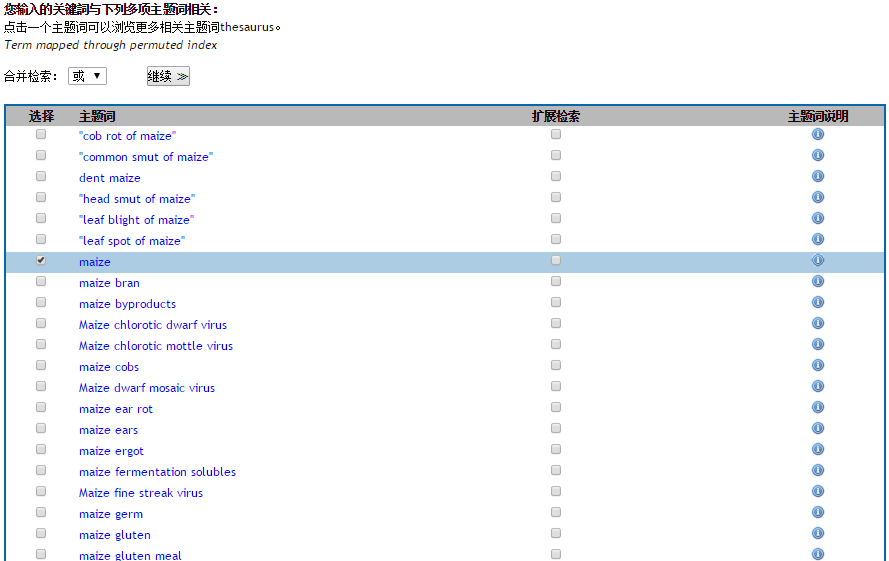 您输入的关键词与下列多项主题词相关：
点击一个主题词可以浏览更多相关主题词thesaurus。
Term mapped through permuted index
合并检索： 或 ▼ 继续 ≫
选择 主题词 扩展检索 主题词说明
"cob rot of maize"
"common smut of maize"
dent maize
"head smut of maize"
"leaf blight of maize"
"leaf spot of maize"
maize
maize bran
maize byproducts
Maize chlorotic dwarf virus
Maize chlorotic mottle virus
maize cobs
Maize dwarf mosaic virus
maize ear rot
maize ears
maize ergot
maize fermentation solubles
Maize fine streak virus
maize germ
maize gluten
maize gluten meal